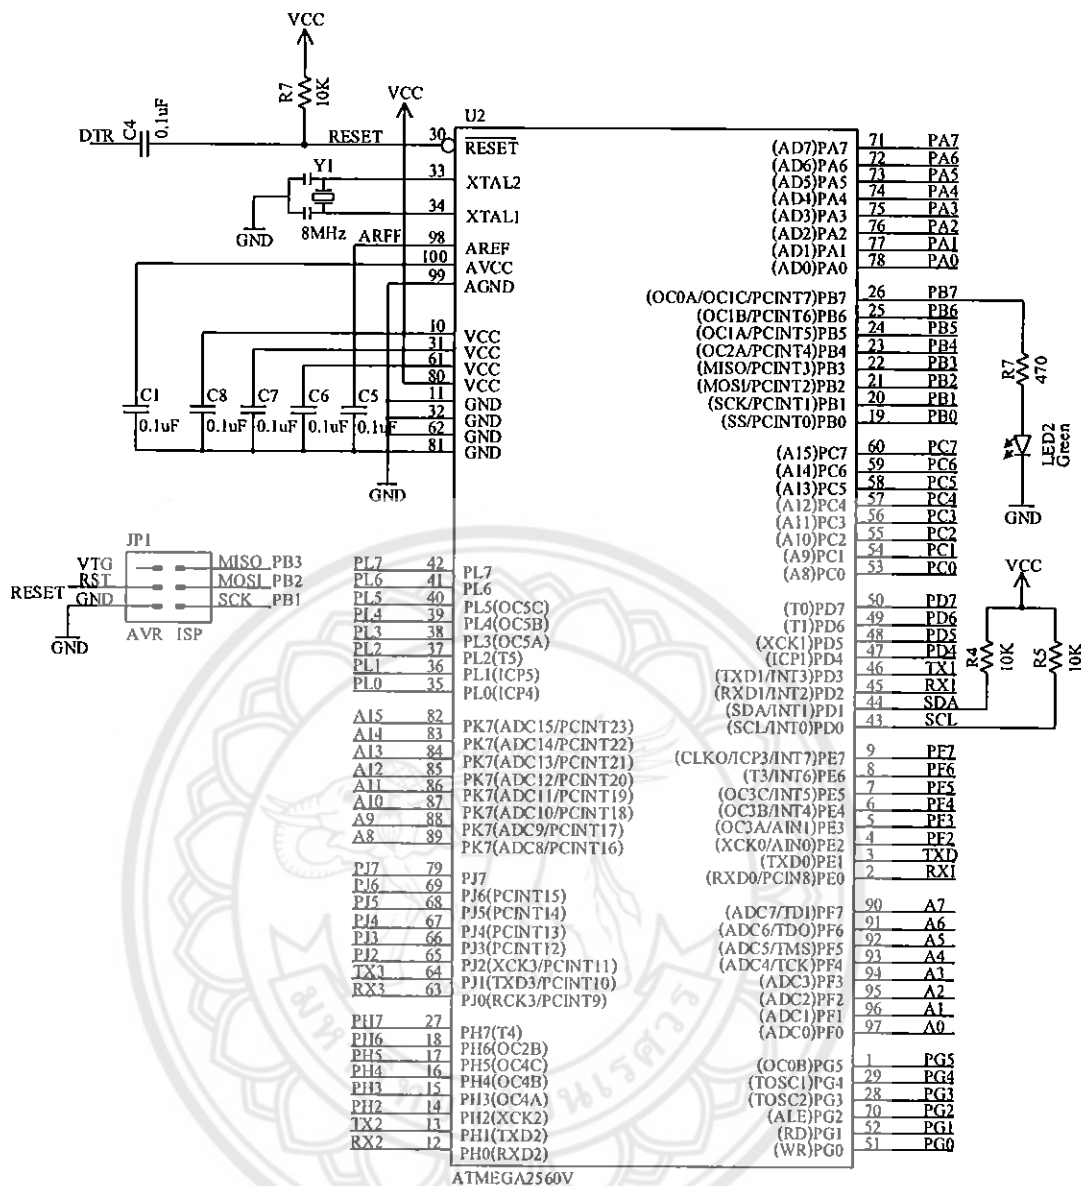 VCC
R7
10K
DTR
C4
0.1uF
RESET
VCC
30
U2
RESET
Y1
33
XTAL2
34
XTAL1
GND
8MHz
ARFF
98
AREF
100
AVCC
99
AGND
10
VCC
31
VCC
61
VCC
80
VCC
11
GND
32
GND
62
GND
81
GND
C1
0.1uF
C8
0.1uF
C7
0.1uF
C6
0.1uF
C5
0.1uF
GND
JP1
VTG
MISO
PB3
RESET
RST
MOSI
PB2
GND
SCK
PB1
AVR ISP
GND
PL7 42 PL7
PL6 41 PL6
PL5 40 PL5(OC5C)
PL4 39 PL4(OC5B)
PL3 38 PL3(OC5A)
PL2 37 PL2(T5)
PL1 36 PL1(ICP5)
PL0 35 PL0(ICP4)
A15 82 PK7(ADC15/PCINT23)
A14 83 PK7(ADC14/PCINT22)
A13 84 PK7(ADC13/PCINT21)
A12 85 PK7(ADC12/PCINT20)
A11 86 PK7(ADC11/PCINT19)
A10 87 PK7(ADC10/PCINT18)
A9 88 PK7(ADC9/PCINT17)
A8 89 PK7(ADC8/PCINT16)
PJ7 79 PJ7
PJ6 69 PJ6(PCINT15)
PJ5 68 PJ5(PCINT14)
PJ4 67 PJ4(PCINT13)
PJ3 66 PJ3(PCINT12)
PJ2 65 PJ2(XCK3/PCINT11)
TX3 64 PJ1(TXD3/PCINT10)
RX3 63 PJ0(RCK3/PCINT9)
PH7 27 PH7(T4)
PH6 18 PH6(OC2B)
PH5 17 PH5(OC4C)
PH4 16 PH4(OC4B)
PH3 15 PH3(OC4A)
PH2 14 PH2(XCK2)
TX2 13 PH1(TXD2)
RX2 12 PH0(RXD2)
ATMEGA2560V
(AD7)PA7 71 PA7
(AD6)PA6 72 PA6
(AD5)PA5 73 PA5
(AD4)PA4 74 PA4
(AD3)PA3 75 PA3
(AD2)PA2 76 PA2
(AD1)PA1 77 PA1
(AD0)PA0 78 PA0
(OC0A/OC1C/PCINT7)PB7 26 PB7
(OC1B/PCINT6)PB6 25 PB6
(OC1A/PCINT5)PB5 24 PB5
(OC2A/PCINT4)PB4 23 PB4
(MISO/PCINT3)PB3 22 PB3
(MOSI/PCINT2)PB2 21 PB2
(SCK/PCINT1)PB1 20 PB1
(SS/PCINT0)PB0 19 PB0
R7
470
LED2
Green
GND
(A15)PC7 60 PC7
(A14)PC6 59 PC6
(A13)PC5 58 PC5
(A12)PC4 57 PC4
(A11)PC3 56 PC3
(A10)PC2 55 PC2
(A9)PC1 54 PC1
(A8)PC0 53 PC0
VCC
(T0)PD7 50 PD7
(T1)PD6 49 PD6
(XCK1)PD5 48 PD5
(ICP1)PD4 47 PD4
(TXD1/INT3)PD3 46 TX1
(RXD1/INT2)PD2 45 RX1
(SDA/INT1)PD1 44 SDA
(SCL/INT0)PD0 43 SCL
R4
10K
R5
10K
(CLKO/ICP3/INT7)PE7 9 PF7
(T3/INT6)PE6 8 PF6
(OC3C/INT5)PE5 7 PF5
(OC3B/INT4)PE4 6 PF4
(OC3A/AIN1)PE3 5 PF3
(XCK0/AIN0)PE2 4 PF2
(TXD0)PE1 3 TXD
(RXD0/PCIN8)PE0 2 RXI
(ADC7/TDI)PF7 90 A7
(ADC6/TDO)PF6 91 A6
(ADC5/TMS)PF5 92 A5
(ADC4/TCK)PF4 93 A4
(ADC3)PF3 94 A3
(ADC2)PF2 95 A2
(ADC1)PF1 96 A1
(ADC0)PF0 97 A0
(OC0B)PG5 1 PG5
(TOSC1)PG4 29 PG4
(TOSC2)PG3 28 PG3
(ALE)PG2 70 PG2
(RD)PG1 52 PG1
(WR)PG0 51 PG0